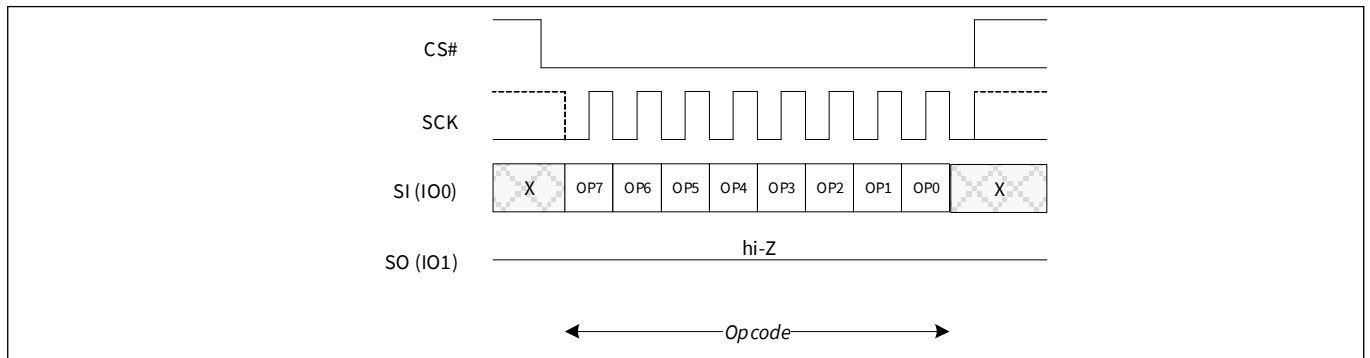 CS#
SCK
SI (IO0) X OP7 OP6 OP5 OP4 OP3 OP2 OP1 OP0 X
hi-Z
SO (IO1)
Opcode